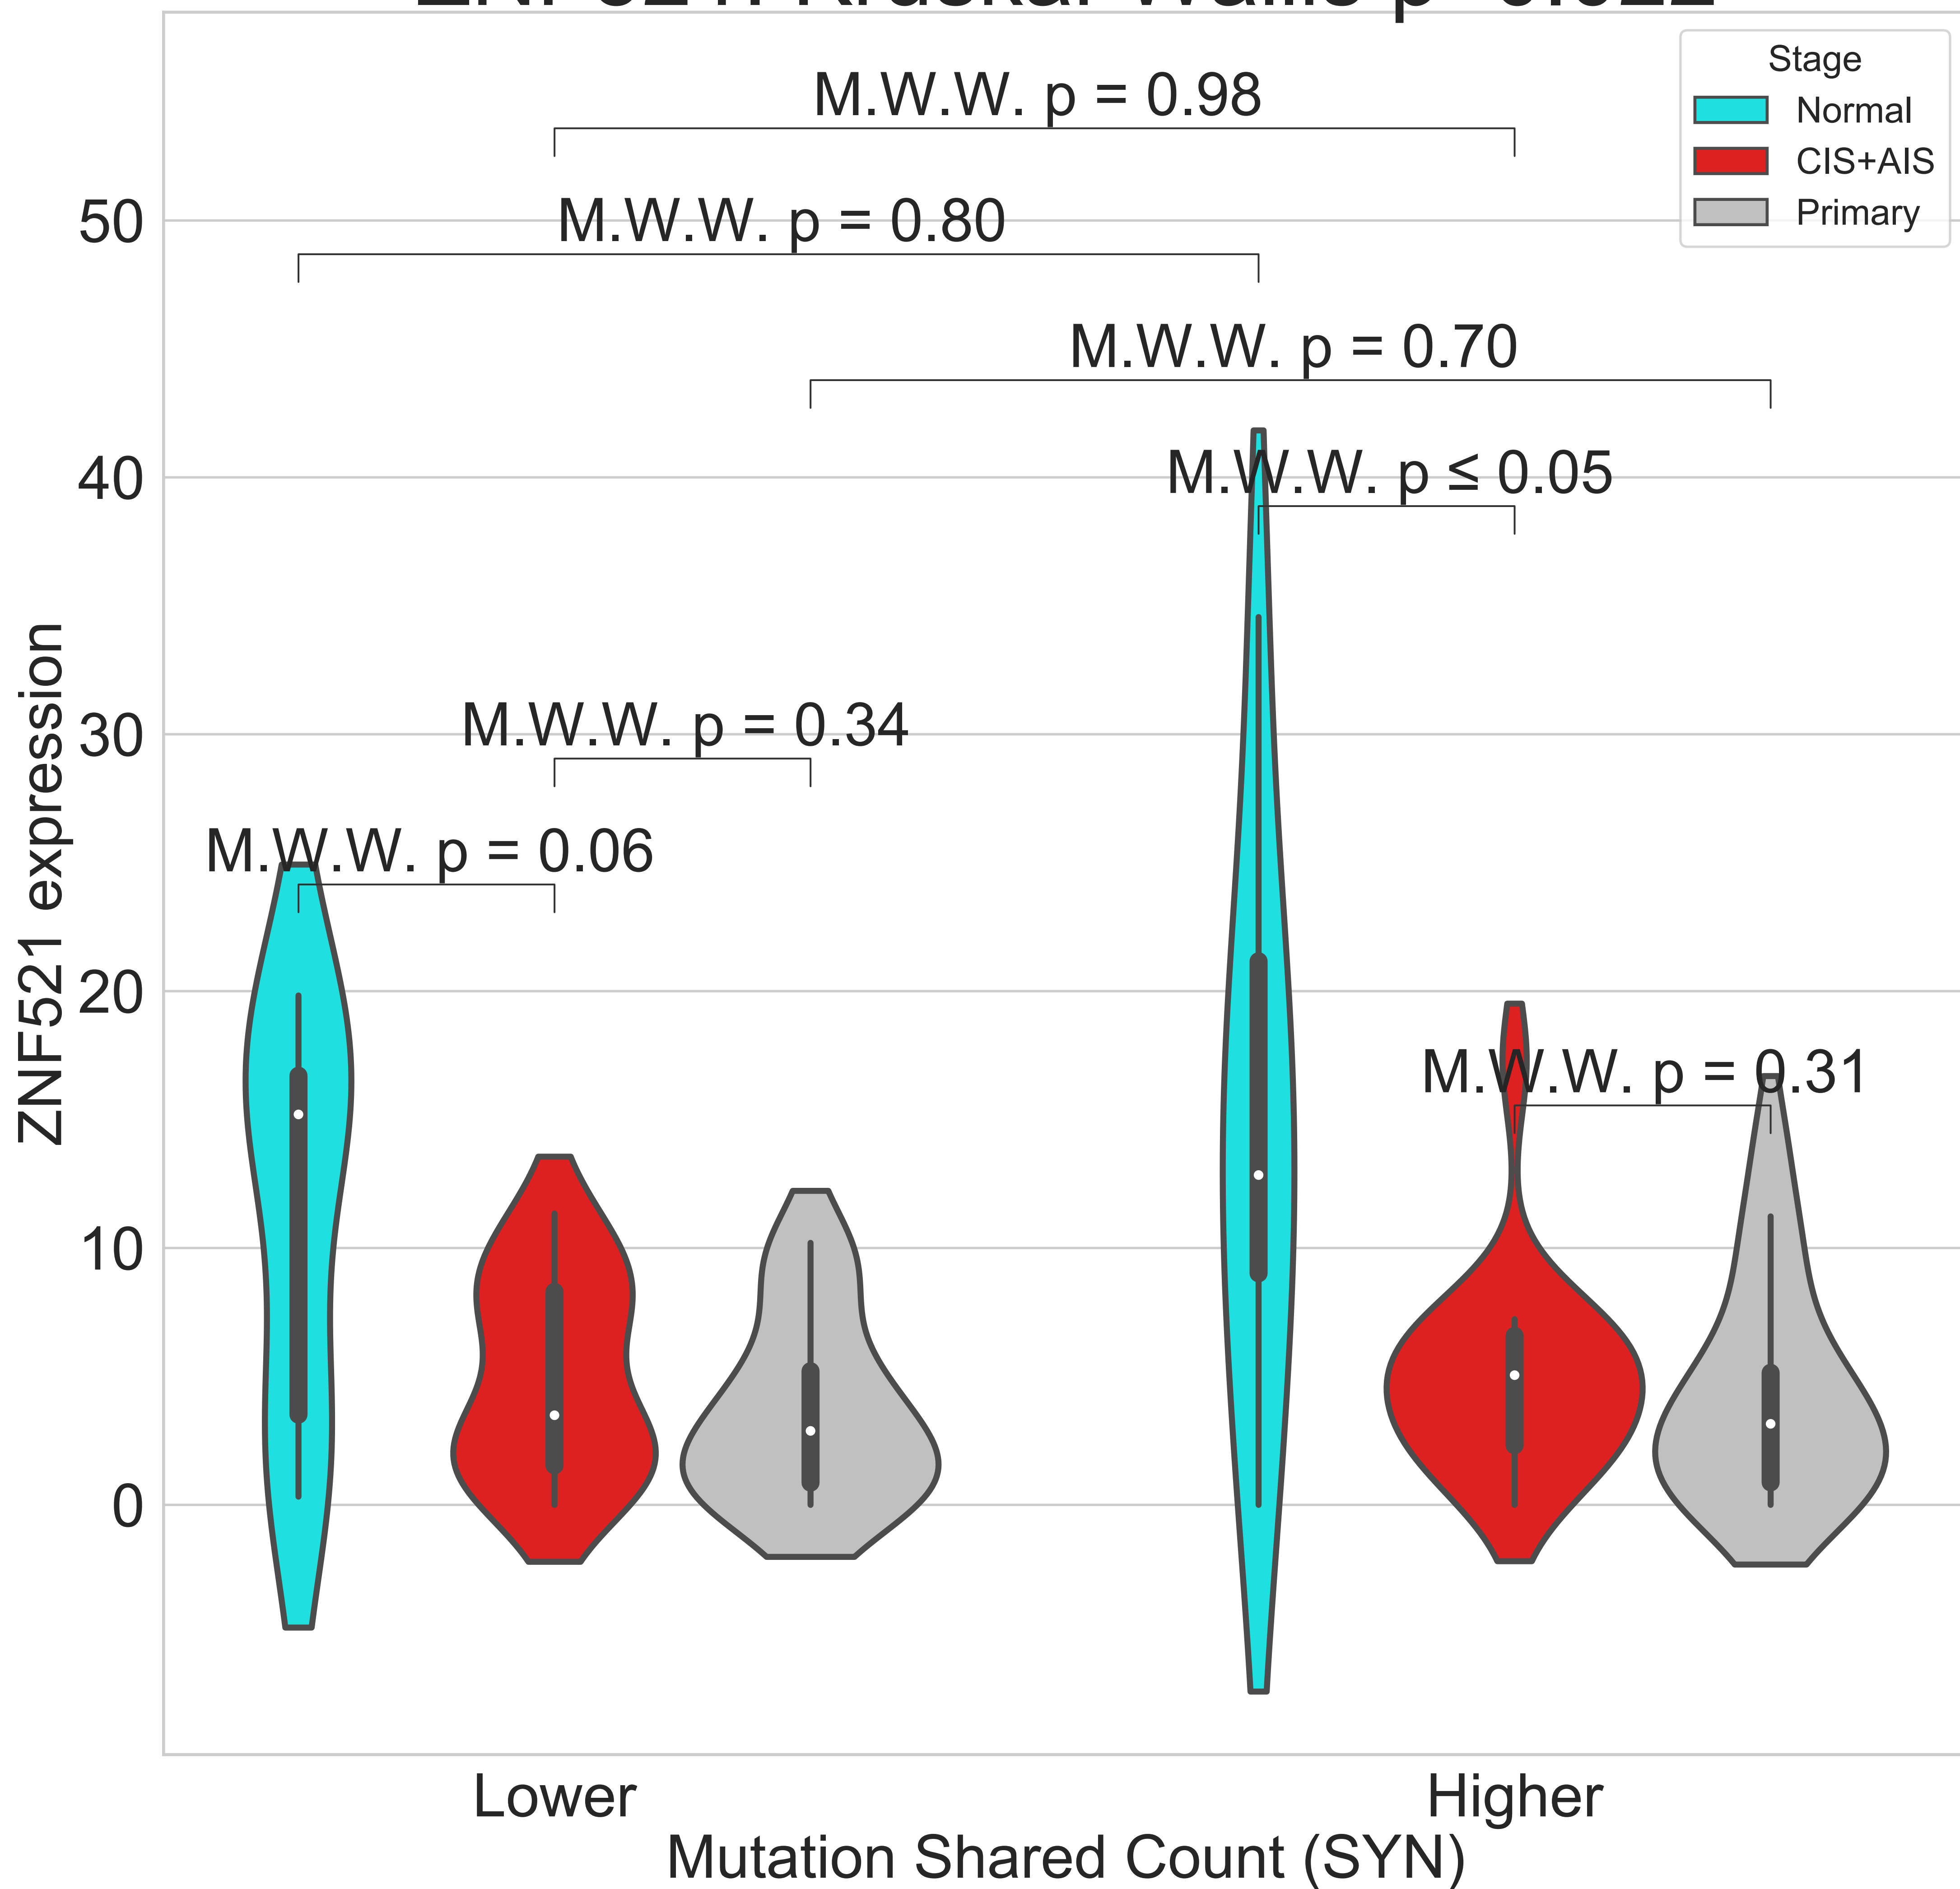 Stage
Normal
CIS+AIS
Primary
M.W.W. p = 0.98
M.W.W. p = 0.80
M.W.W. p = 0.70
M.W.W. p ≤ 0.05
M.W.W. p = 0.34
M.W.W. p = 0.06
M.W.W. p = 0.31
50
40
30
20
10
0
ZNF521 expression
Lower
Higher
Mutation Shared Count (SYN)